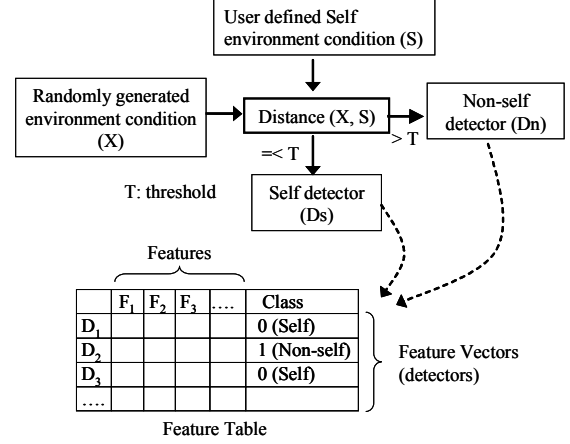 User defined Self
environment condition (S)
Randomly generated
environment condition
(X)
Distance (X, S)
Non-self
detector (Dn)
> T
=< T
T: threshold
Self detector
(Ds)
Features
F1 F2 F3 .... Class
D1 0 (Self)
D2 1 (Non-self)
D3 0 (Self)
....
Feature Vectors
(detectors)
Feature Table